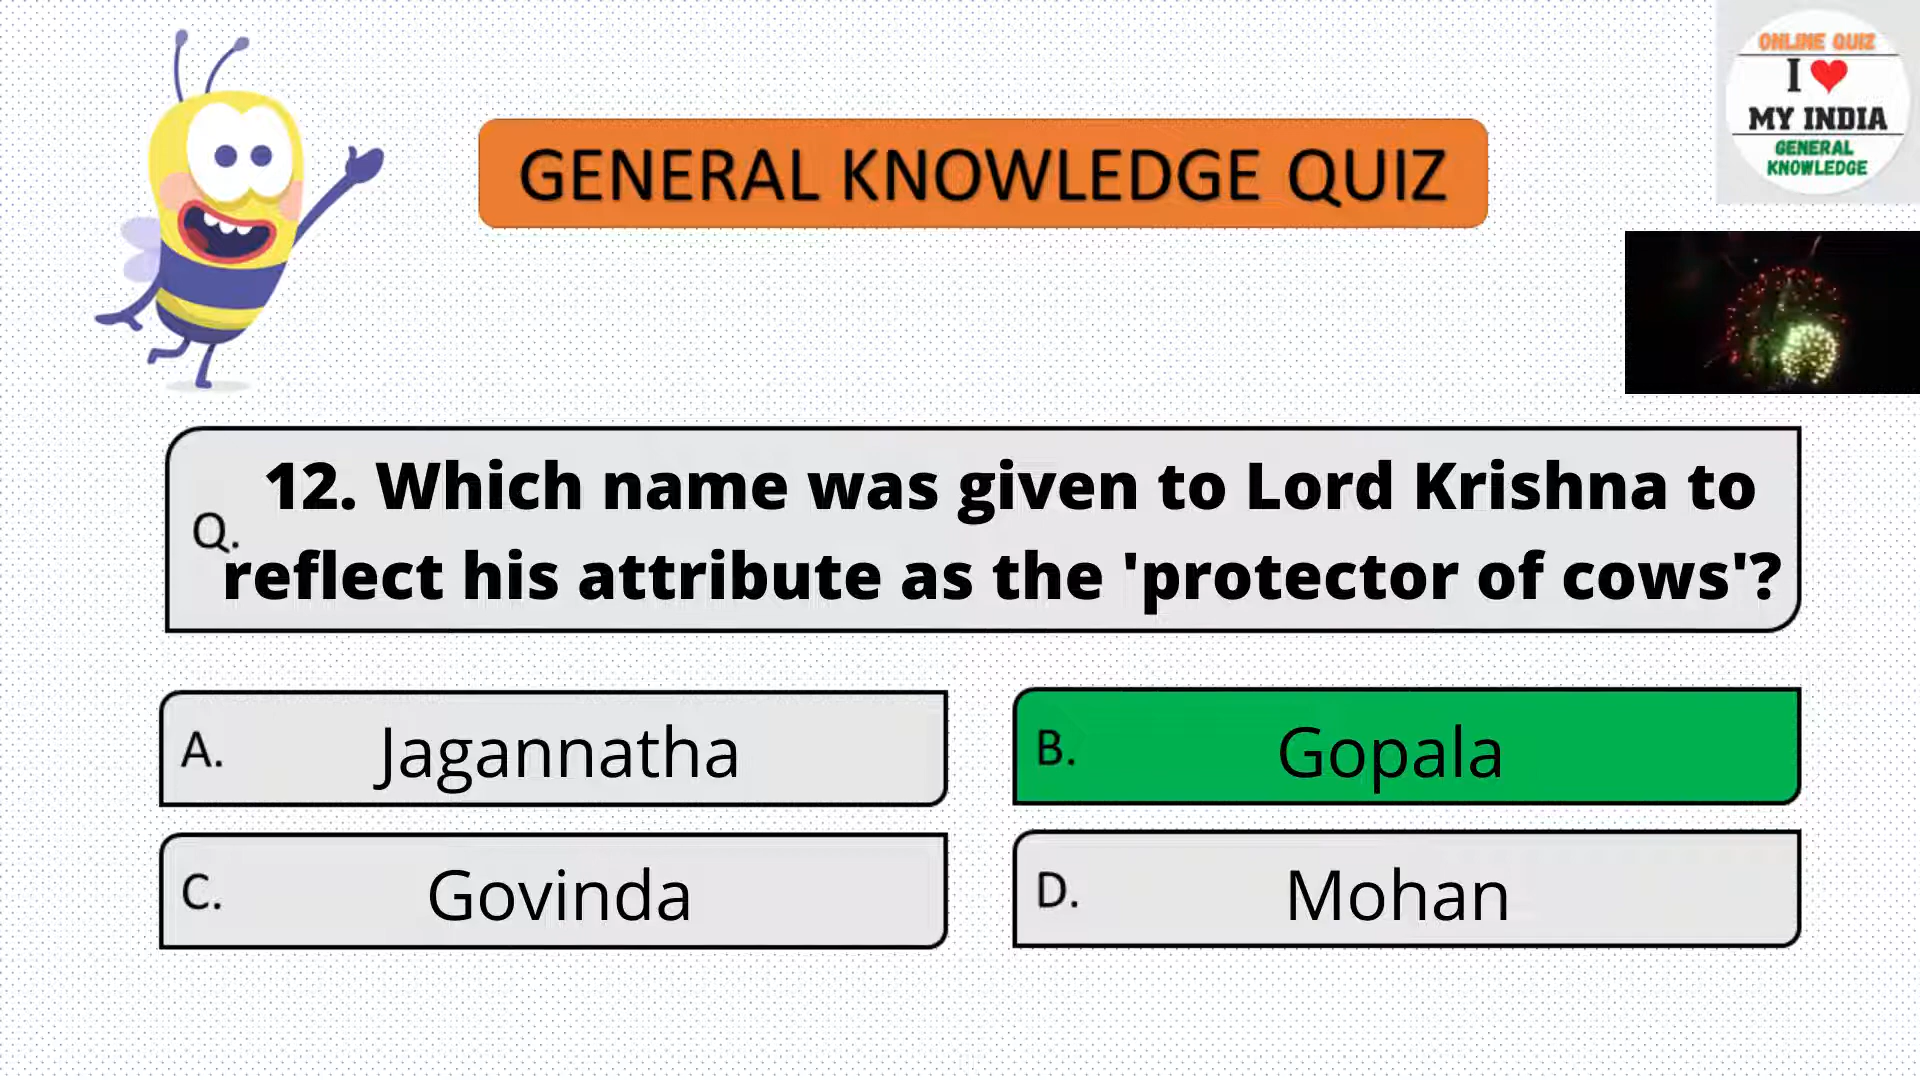 ONLINE QUIZ
I ❤
MY INDIA
GENERAL
KNOWLEDGE
GENERAL KNOWLEDGE QUIZ
Q.
12. Which name was given to Lord Krishna to
reflect his attribute as the 'protector of cows'?
A. Jagannatha
B. Gopala
C. Govinda
D. Mohan